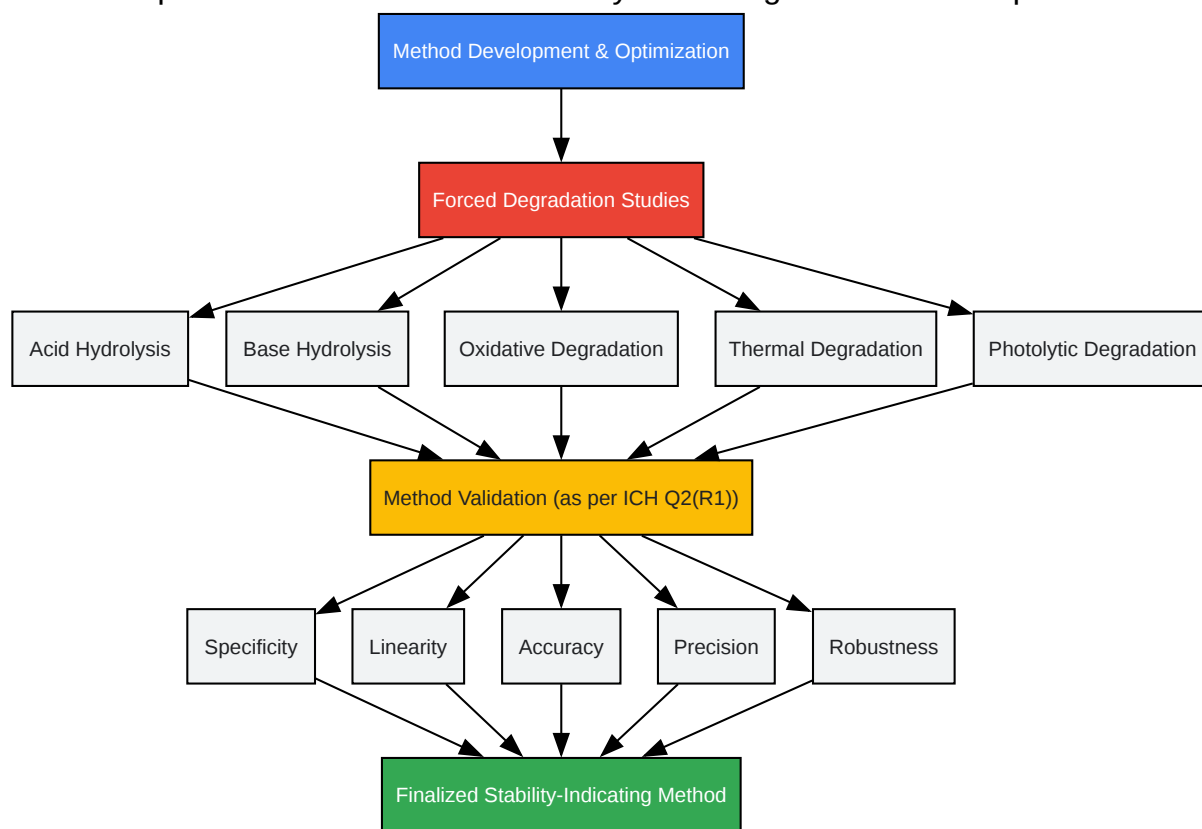 Method Development & Optimization
Forced Degradation Studies
Acid Hydrolysis
Base Hydrolysis
Oxidative Degradation
Thermal Degradation
Photolytic Degradation
Method Validation (as per ICH Q2(R1))
Specificity
Linearity
Accuracy
Precision
Robustness
Finalized Stability-Indicating Method